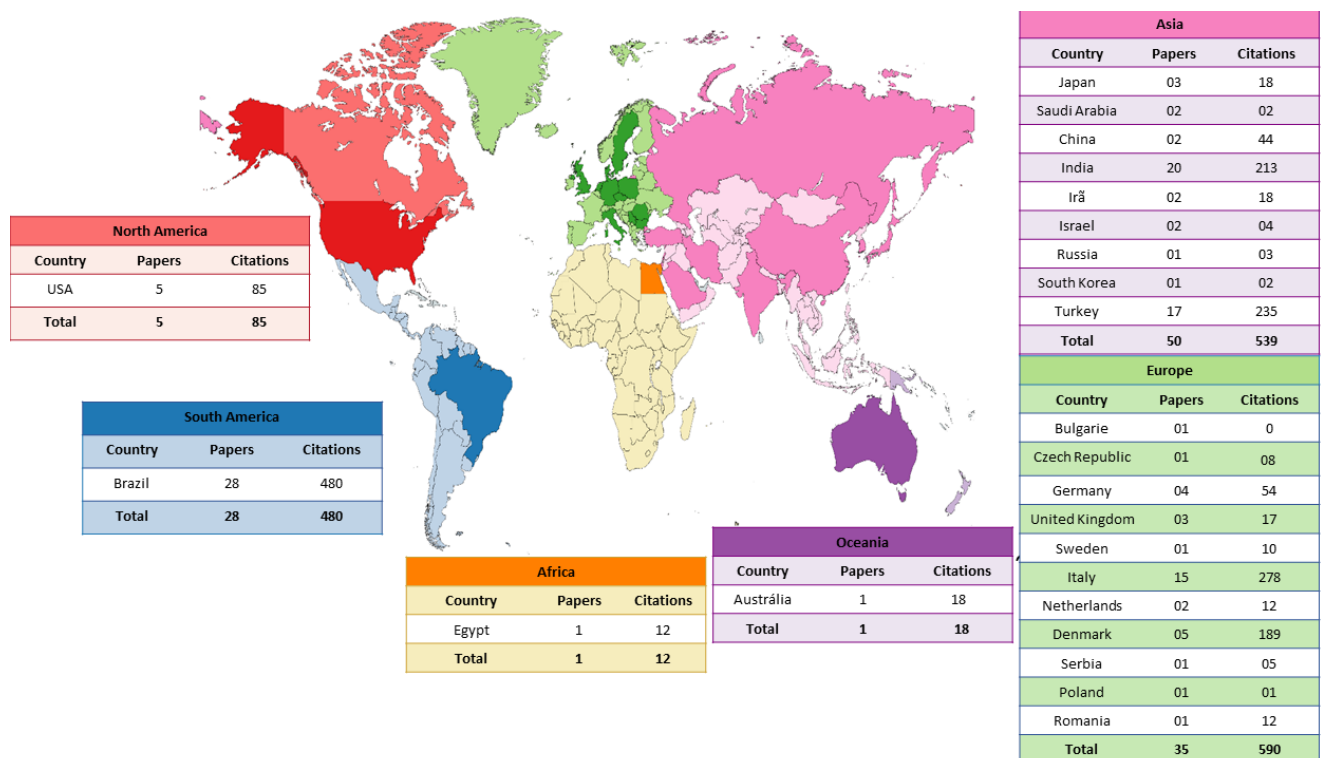 North America
Country Papers Citations
USA 5 85
Total 5 85
South America
Country Papers Citations
Brazil 28 480
Total 28 480
Africa
Country Papers Citations
Egypt 1 12
Total 1 12
Oceania
Country Papers Citations
Austrália 1 18
Total 1 18
Asia
Country Papers Citations
Japan 03 18
Saudi Arabia 02 02
China 02 44
India 20 213
Irã 02 18
Israel 02 04
Russia 01 03
South Korea 01 02
Turkey 17 235
Total 50 539
Europe
Country Papers Citations
Bulgarie 01 0
Czech Republic 01 08
Germany 04 54
United Kingdom 03 17
Sweden 01 10
Italy 15 278
Netherlands 02 12
Denmark 05 189
Serbia 01 05
Poland 01 01
Romania 01 12
Total 35 590